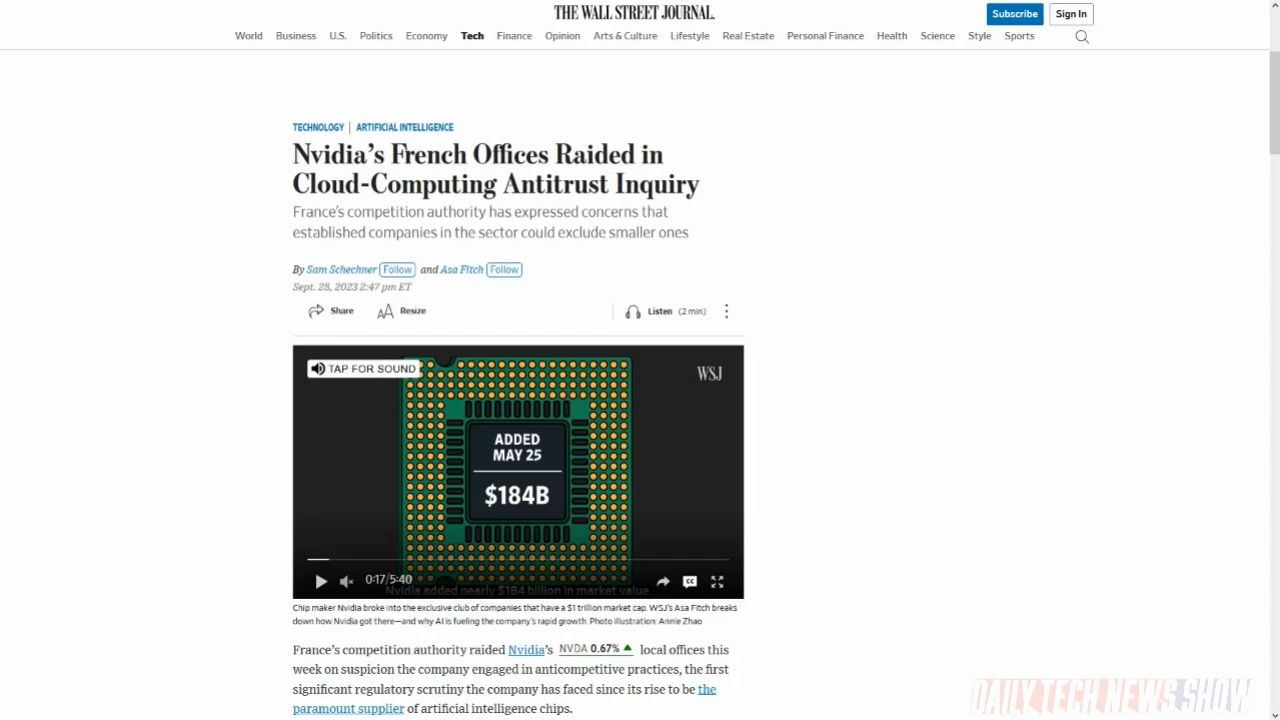 THE WALL STREET JOURNAL.
Subscribe
Sign In
World Business U.S. Politics Economy Tech Finance Opinion Arts & Culture Lifestyle Real Estate Personal Finance Health Science Style Sports
TECHNOLOGY | ARTIFICIAL INTELLIGENCE
Nvidia's French Offices Raided in
Cloud-Computing Antitrust Inquiry
France's competition authority has expressed concerns that
established companies in the sector could exclude smaller ones
By Sam Schechner Follow and Asa Fitch Follow
Sept. 28, 2023 2:47 pm ET
Share AA Resize Listen (2 min)
TAP FOR SOUND
WSJ
ADDED
MAY 25
$184B
0:17/5:40
CC
Nvidia added nearly $184 billion in market value.
Chip maker Nvidia broke into the exclusive club of companies that have a $1 trillion market cap. WSJ's Asa Fitch breaks
down how Nvidia got there—and why AI is fueling the company's rapid growth. Photo illustration: Annie Zhao
France's competition authority raided Nvidia's NVDA 0.67% local offices this
week on suspicion the company engaged in anticompetitive practices, the first
significant regulatory scrutiny the company has faced since its rise to be the
paramount supplier of artificial intelligence chips.
DAILY TECH NEWS SHOW